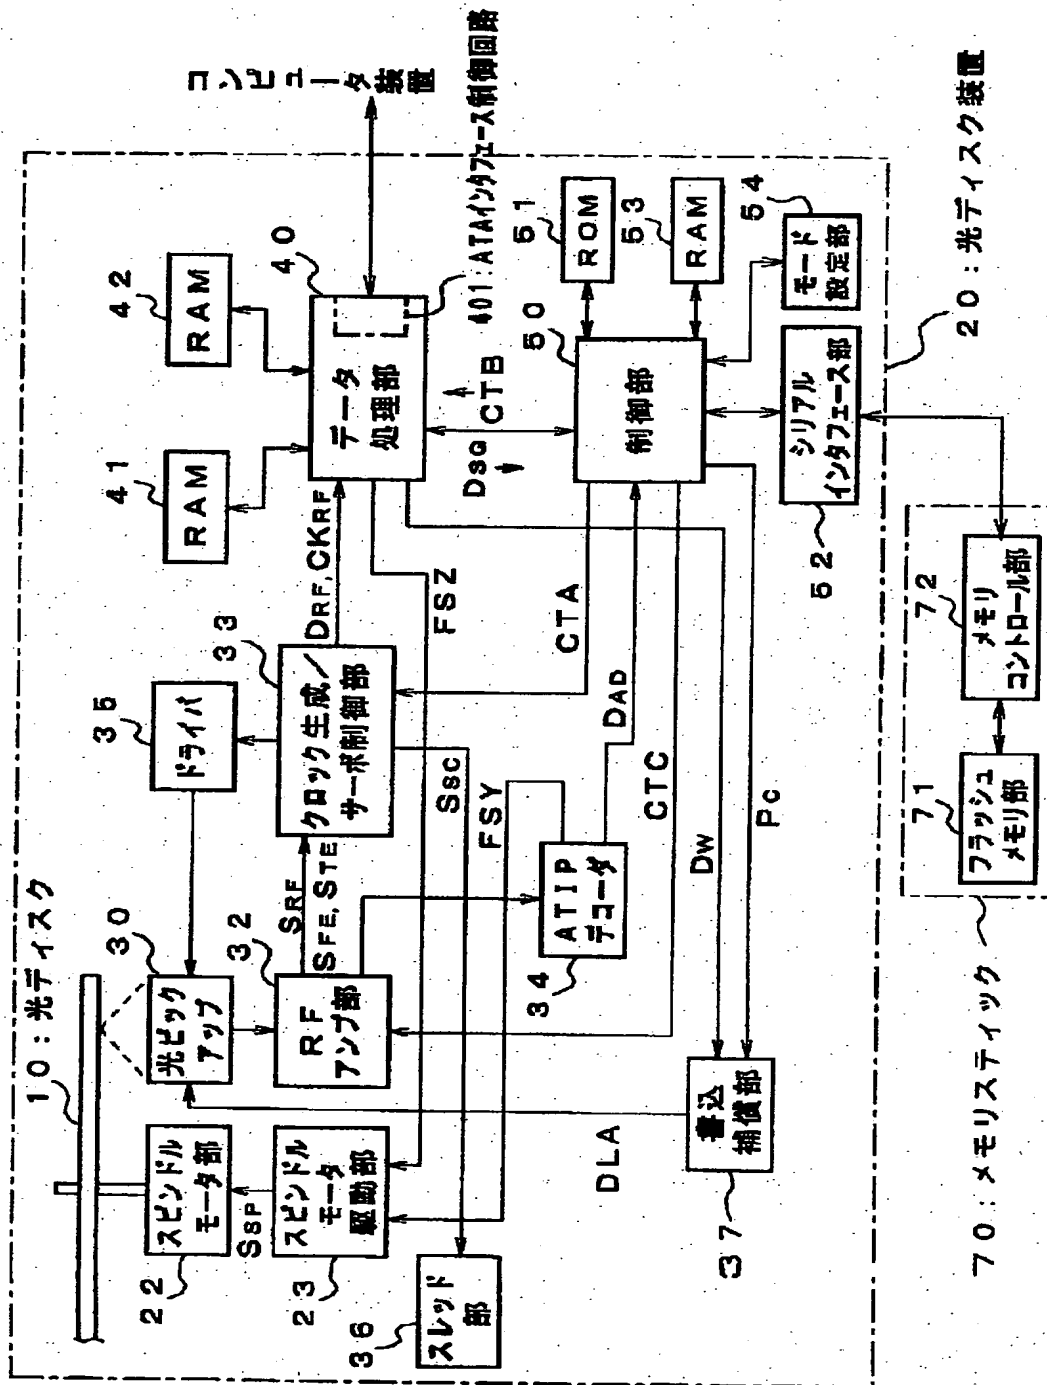 コンピュータ装置
401：ATAインタフェース制御回路
20：光ディスク装置
10：光ディスク
42
RAM
41
RAM
40
データ
処理部
DRF, CKRF
FSZ
DSQ
CTB
51
ROM
53
RAM
50
制御部
54
モード
設定部
52
シリアル
インタフェース部
35
ドライバ
33
クロック生成／
サーボ制御部
SRF
SFE, STE
SSC
FSY
CTA
DAD
CTC
DW
PC
30
光ピック
アップ
32
RF
アンプ部
34
ATIP
デコーダ
22
スピンドル
モータ部
SSP
23
スピンドル
モータ
駆動部
36
スレッド
部
DLA
37
書込
補償部
72
メモリ
コントロール部
71
フラッシュ
メモリ部
70：メモリスティック